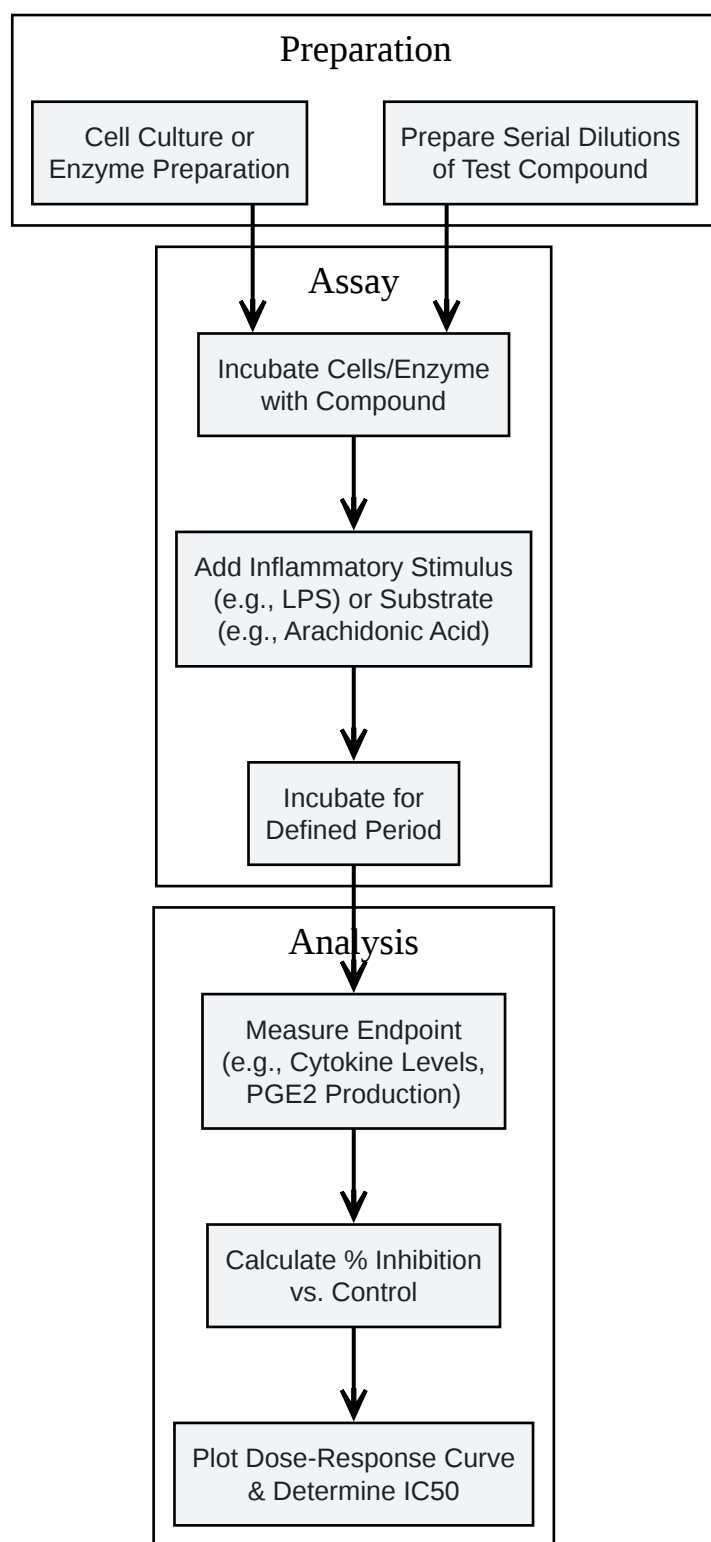 Preparation
Cell Culture or
Enzyme Preparation
Prepare Serial Dilutions
of Test Compound
Assay
Incubate Cells/Enzyme
with Compound
Add Inflammatory Stimulus
(e.g., LPS) or Substrate
(e.g., Arachidonic Acid)
Incubate for
Defined Period
Analysis
Measure Endpoint
(e.g., Cytokine Levels,
PGE2 Production)
Calculate % Inhibition
vs. Control
Plot Dose-Response Curve
& Determine IC50